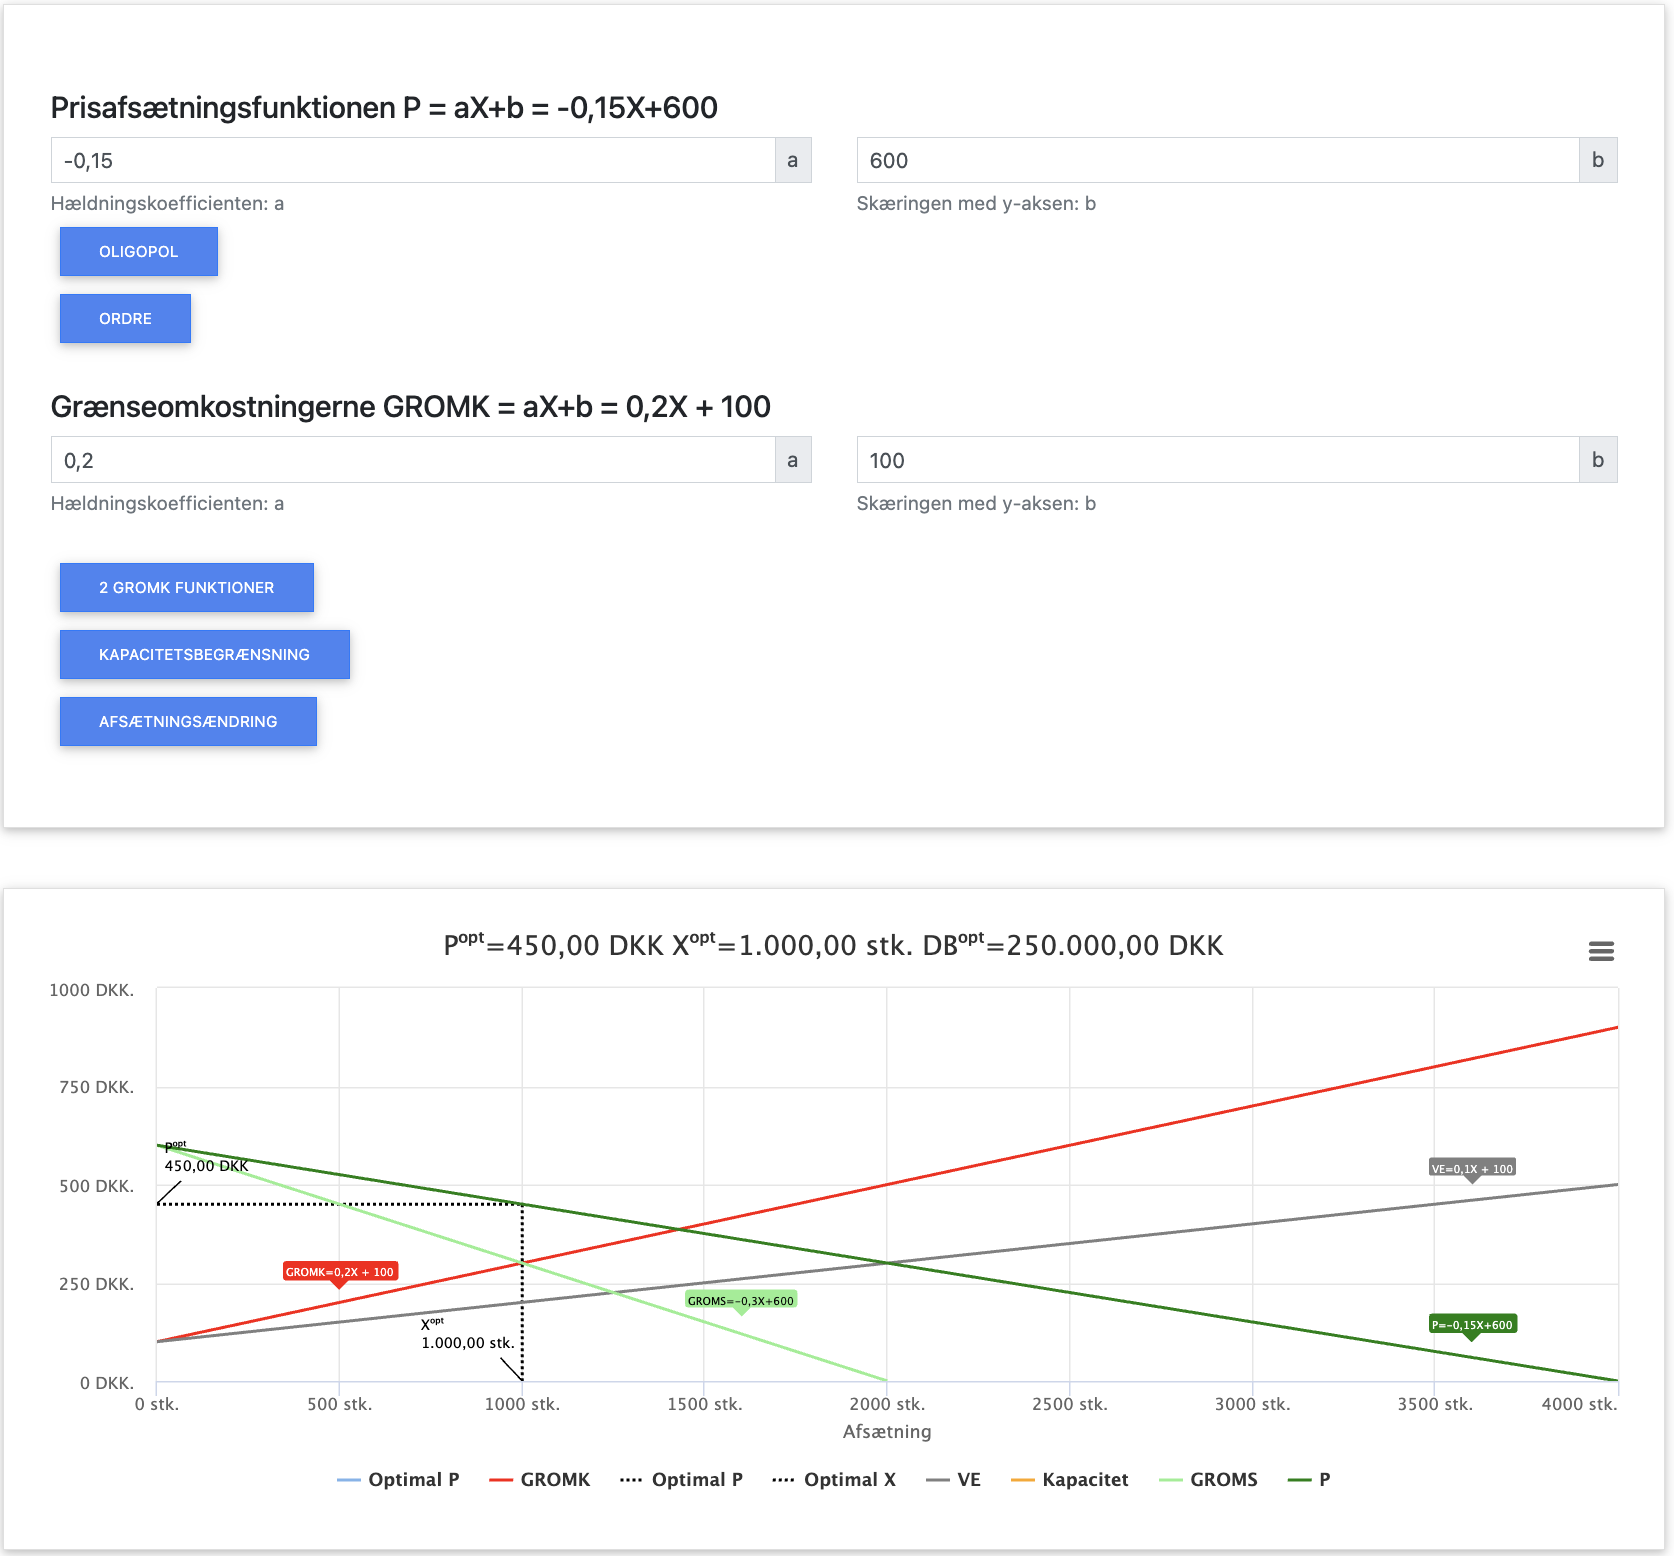 Prisafsætningsfunktionen P = aX+b = -0,15X+600
-0,15 a
600 b
Hældningskoefficienten: a
Skæringen med y-aksen: b
OLIGOPOL
ORDRE
Grænseomkostningerne GROMK = aX+b = 0,2X + 100
0,2 a
100 b
Hældningskoefficienten: a
Skæringen med y-aksen: b
2 GROMK FUNKTIONER
KAPACITETSBEGRÆNSNING
AFSÆTNINGSÆNDRING
Pᵒᵖᵗ=450,00 DKK Xᵒᵖᵗ=1.000,00 stk. DBᵒᵖᵗ=250.000,00 DKK
1000 DKK.
750 DKK.
500 DKK.
250 DKK.
0 DKK.
Pᵒᵖᵗ
450,00 DKK
VE=0,1X + 100
GROMK=0,2X + 100
GROMS=-0,3X+600
Xᵒᵖᵗ
1.000,00 stk.
P=-0,15X+600
0 stk. 500 stk. 1000 stk. 1500 stk. 2000 stk. 2500 stk. 3000 stk. 3500 stk. 4000 stk.
Afsætning
Optimal P GROMK Optimal P Optimal X VE Kapacitet GROMS P